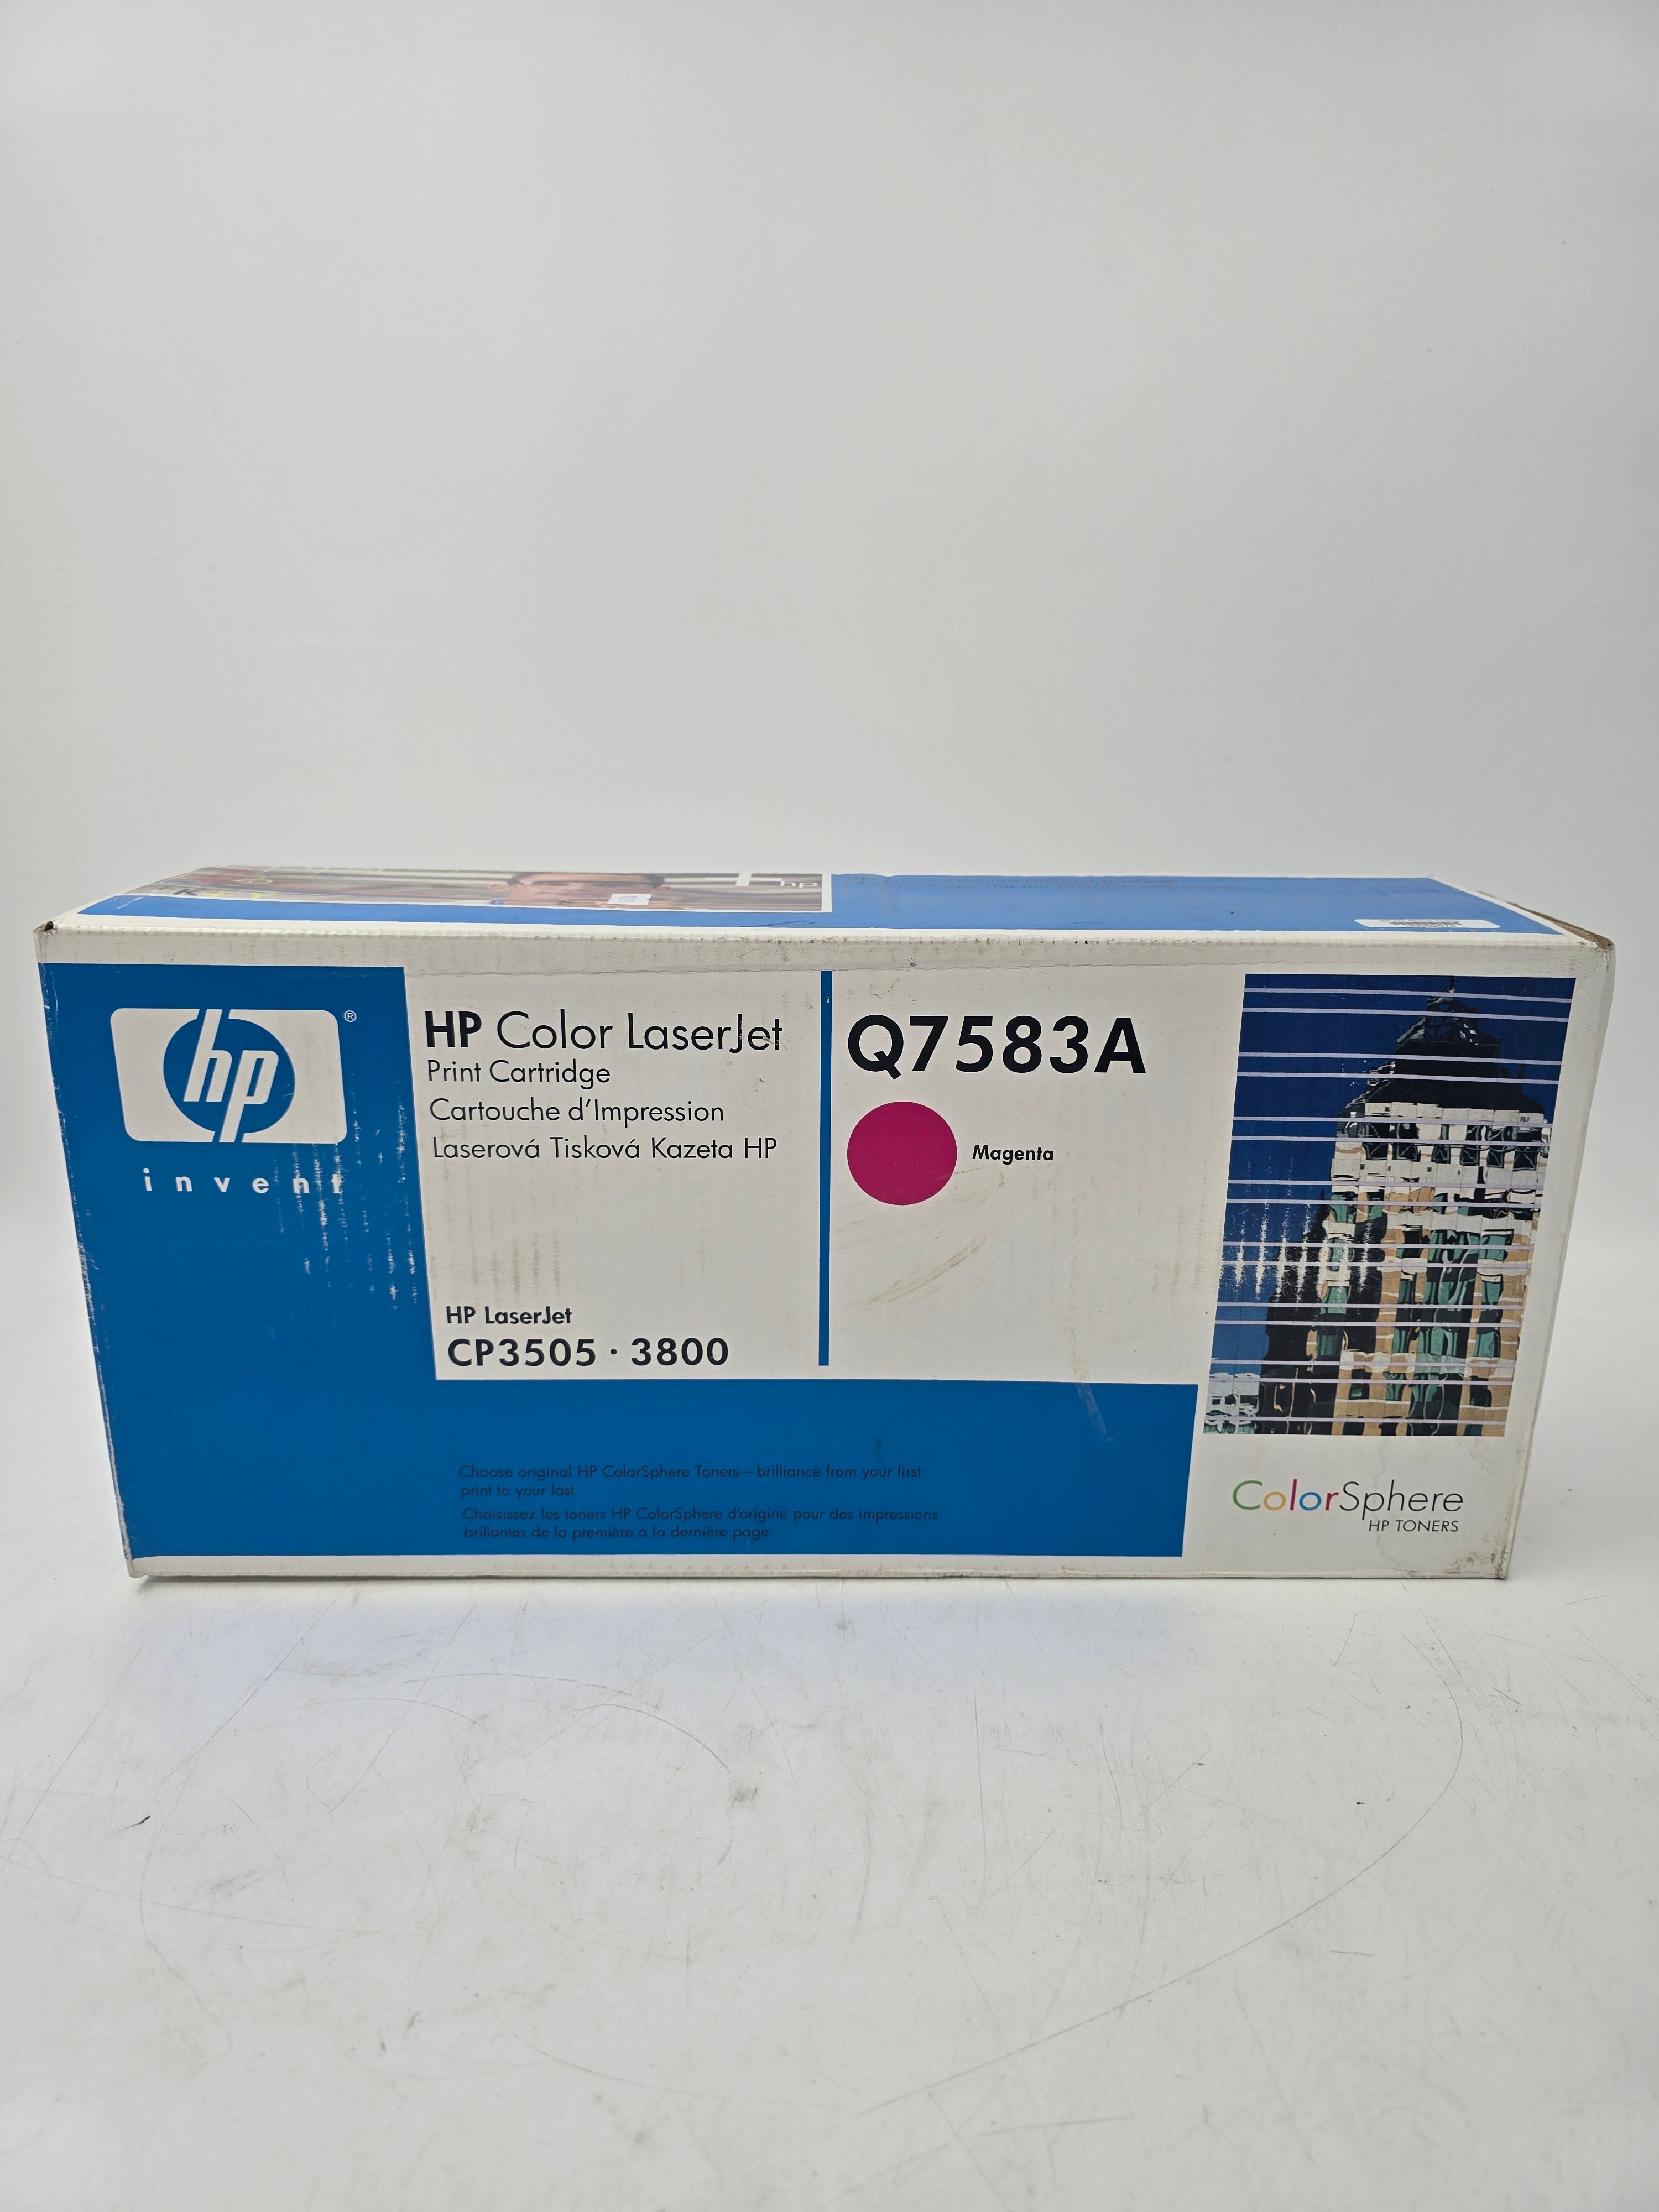 hp
hp
®
invent
HP Color LaserJet
Print Cartridge
Cartouche d'Impression
Laserová Tisková Kazeta HP
HP LaserJet
CP3505 · 3800
Q7583A
Magenta
Choose original HP ColorSphere Toners—brilliance from your first
print to your last.
Choisissez les toners HP ColorSphere d'origine pour des impressions
brillantes de la première à la dernière page.
ColorSphere
HP TONERS